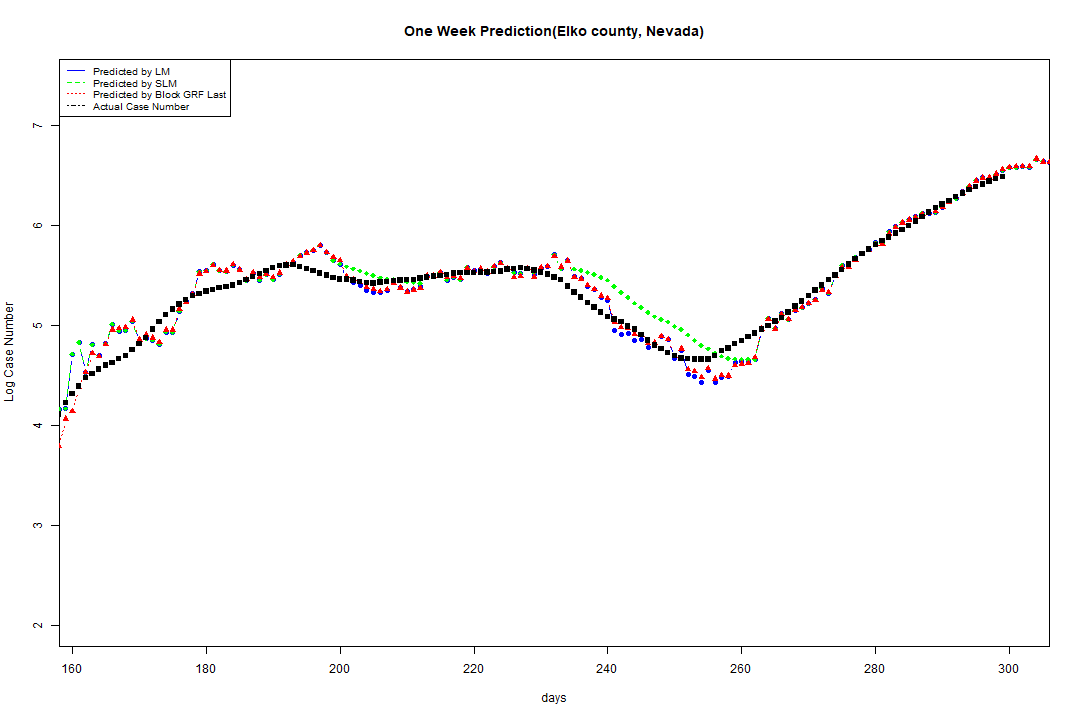 One Week Prediction(Elko county, Nevada)
Predicted by LM
Predicted by SLM
Predicted by Block GRF Last
Actual Case Number
Log Case Number
7
6
5
4
3
2
160 180 200 220 240 260 280 300
days